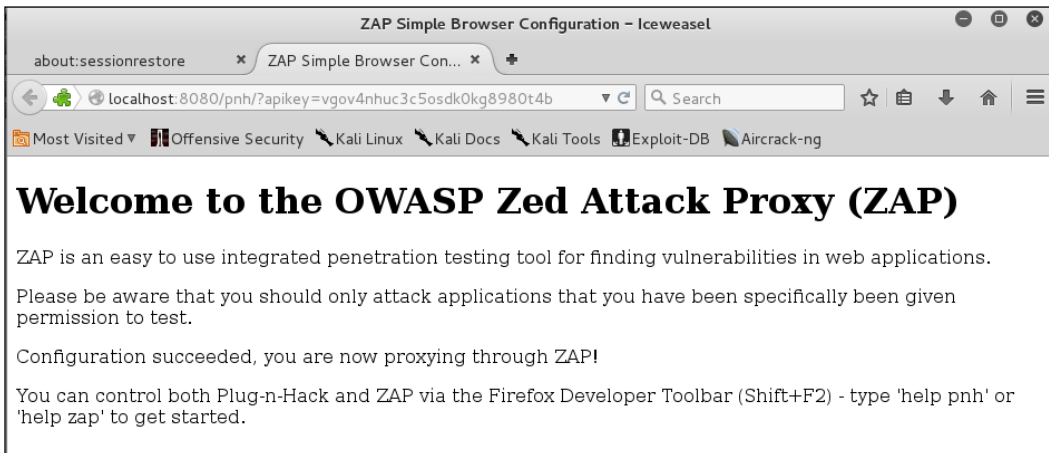 ZAP Simple Browser Configuration – Iceweasel
about:sessionrestore
ZAP Simple Browser Con...
localhost:8080/pnh/?apikey=vgov4nhuc3c5osdk0kg8980t4b
Search
Most Visited
Offensive Security
Kali Linux
Kali Docs
Kali Tools
Exploit-DB
Aircrack-ng
Welcome to the OWASP Zed Attack Proxy (ZAP)
ZAP is an easy to use integrated penetration testing tool for finding vulnerabilities in web applications.
Please be aware that you should only attack applications that you have been specifically been given
permission to test.
Configuration succeeded, you are now proxying through ZAP!
You can control both Plug-n-Hack and ZAP via the Firefox Developer Toolbar (Shift+F2) - type 'help pnh' or
'help zap' to get started.